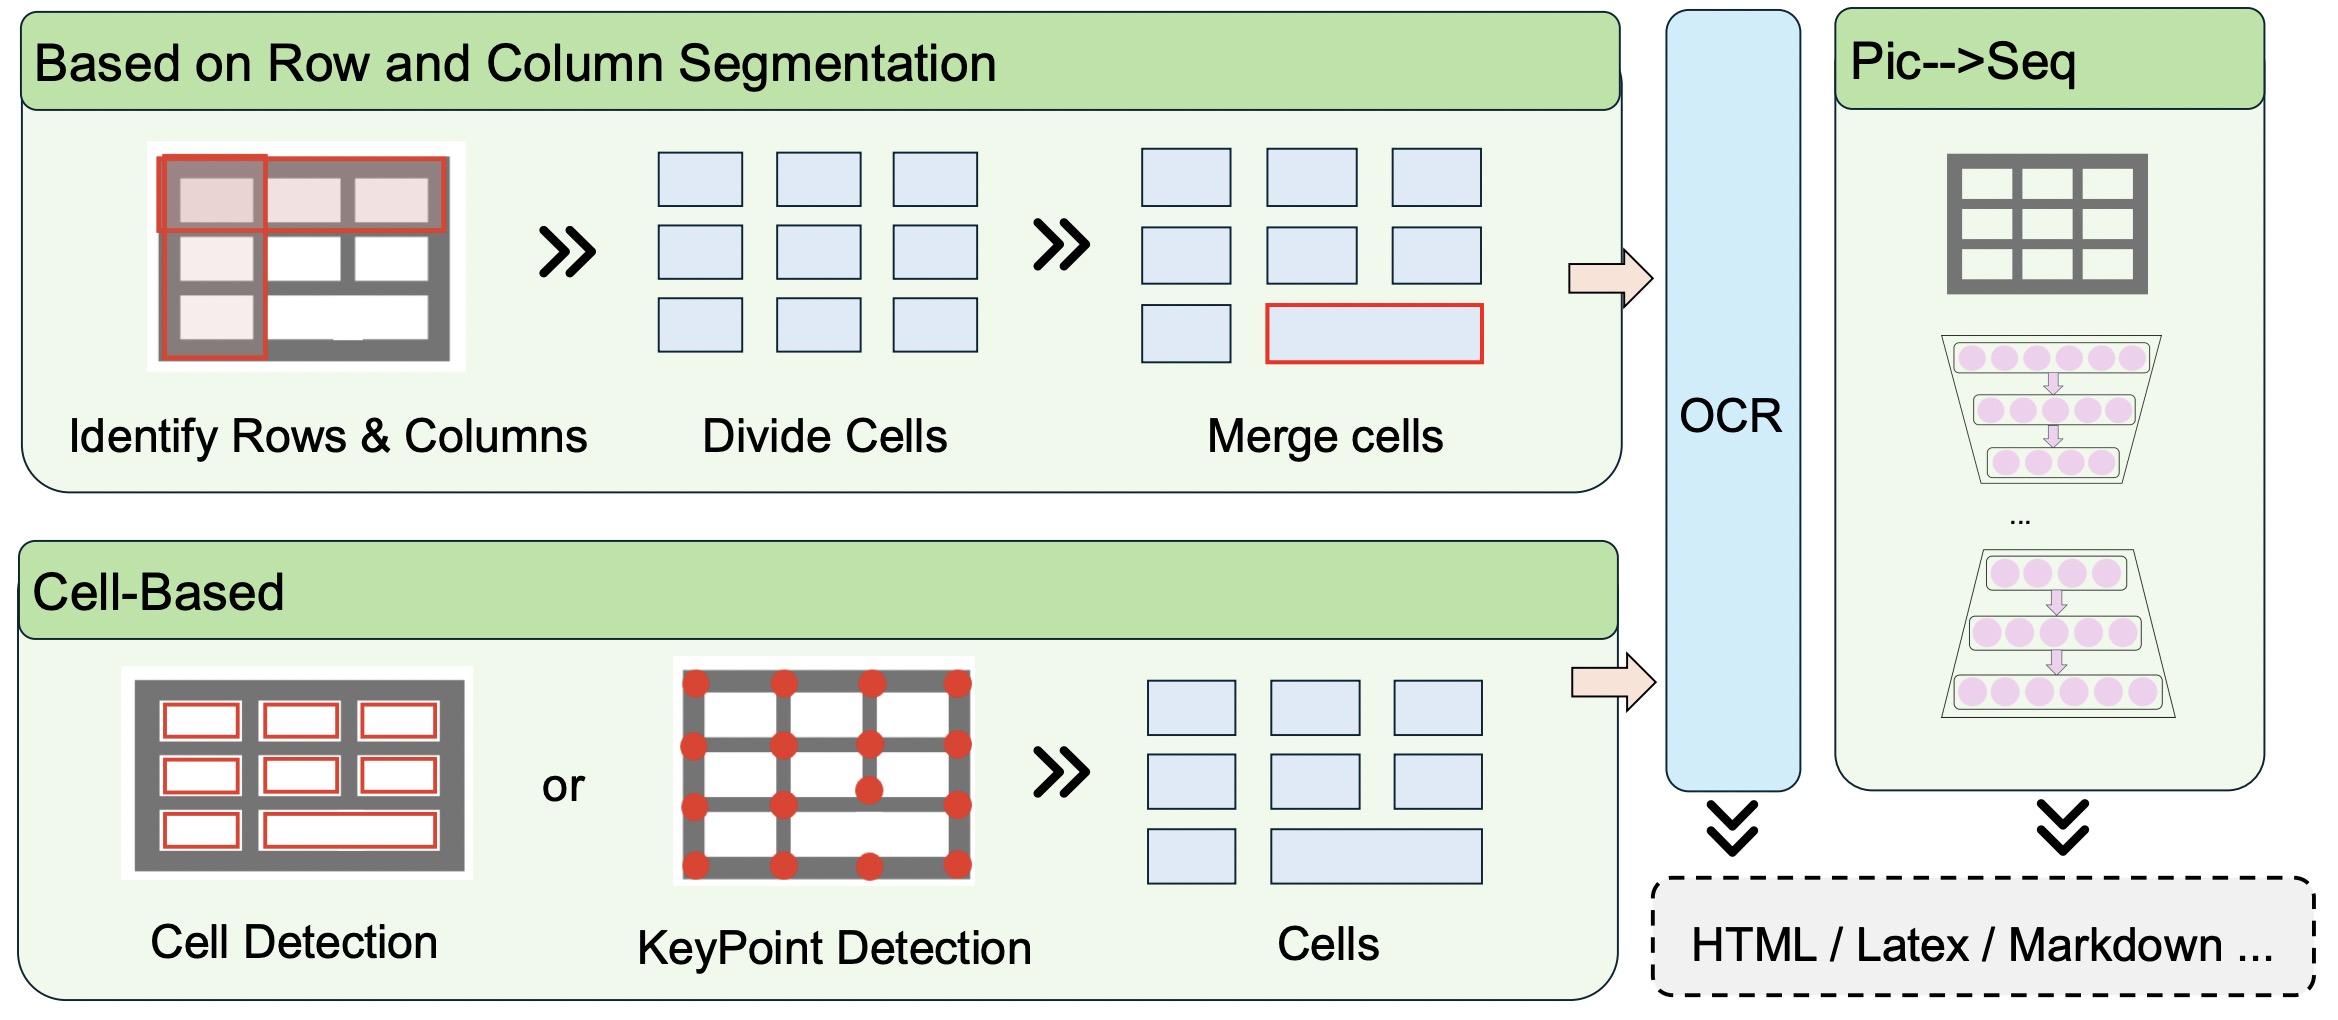 Based on Row and Column Segmentation
Identify Rows & Columns
Divide Cells
Merge cells
Cell-Based
or
Cell Detection
KeyPoint Detection
Cells
OCR
Pic-->Seq
...
HTML / Latex / Markdown ...